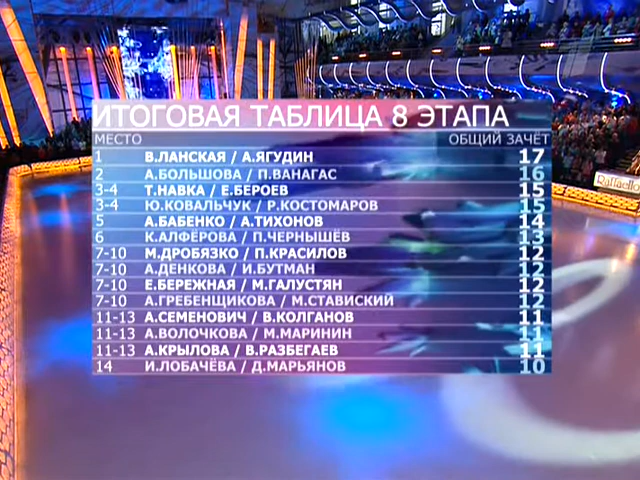 ИТОГОВАЯ ТАБЛИЦА 8 ЭТАПА
МЕСТО ОБЩИЙ ЗАЧЁТ
1 В.ЛАНСКАЯ / А.ЯГУДИН 17
2 А.БОЛЬШОВА / П.ВАНАГАС 16
3-4 Т.НАВКА / Е.БЕРОЕВ 15
3-4 Ю.КОВАЛЬЧУК / Р.КОСТОМАРОВ 15
5 А.БАБЕНКО / А.ТИХОНОВ 14
6 К.АЛФЁРОВА / П.ЧЕРНЫШЁВ 13
7-10 М.ДРОБЯЗКО / П.КРАСИЛОВ 12
7-10 А.ДЕНКОВА / И.БУТМАН 12
7-10 Е.БЕРЕЖНАЯ / М.ГАЛУСТЯН 12
7-10 А.ГРЕБЕНЩИКОВА / М.СТАВИСКИЙ 12
11-13 А.СЕМЕНОВИЧ / В.КОЛГАНОВ 11
11-13 А.ВОЛОЧКОВА / М.МАРИНИН 11
11-13 А.КРЫЛОВА / В.РАЗБЕГАЕВ 11
14 И.ЛОБАЧЁВА / Д.МАРЬЯНОВ 10
Raffaello